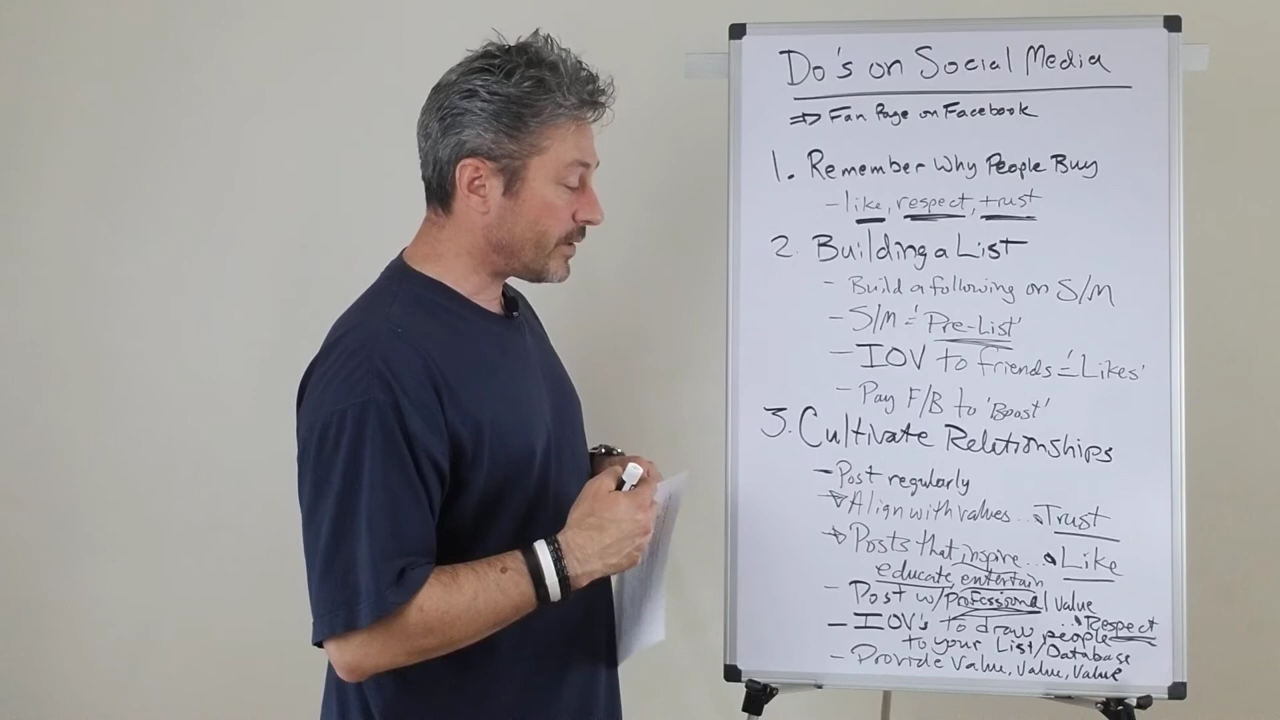 Do's on Social Media
⇒ Fan Page on Facebook
1. Remember Why People Buy
- like, respect, trust
2. Building a List
- Build a following on S/M
- S/M = 'Pre-List'
- IOV to friends = 'Likes'
- Pay F/B to 'Boost'
3. Cultivate Relationships
- Post regularly
Align with values... Trust
Posts that inspire... Like
educate, entertain
- Post w/professional value
- IOV's to draw people ... Respect
to your List/Database
- Provide Value, Value, Value